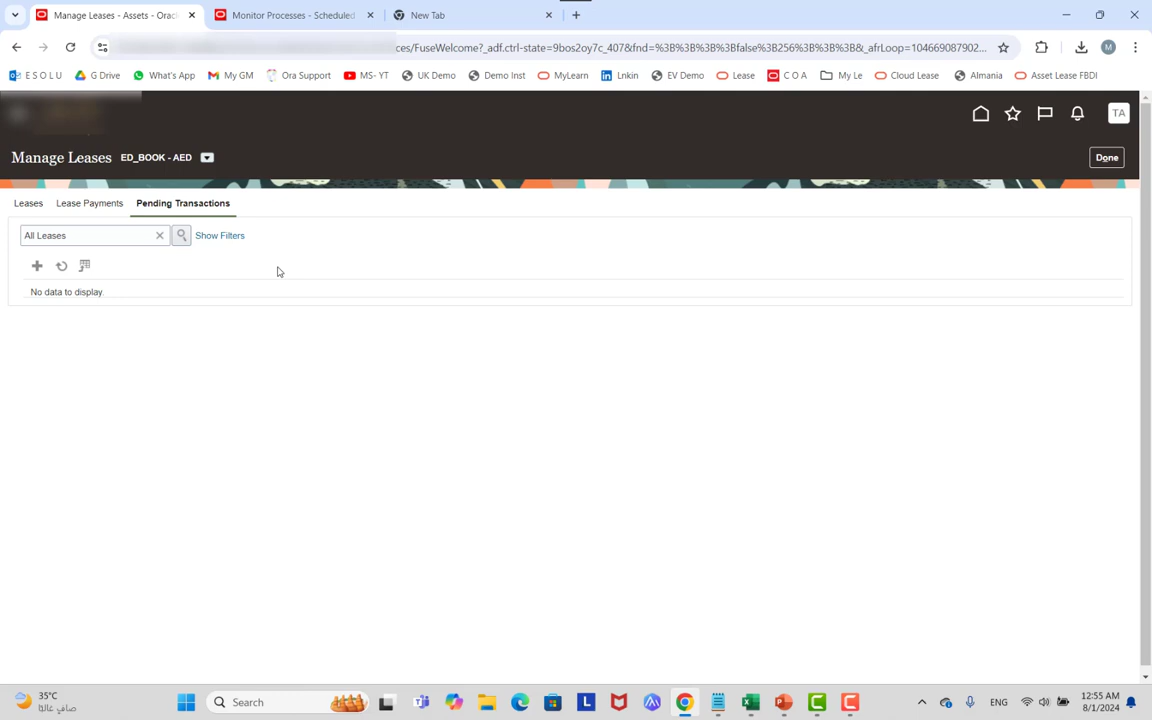 Manage Leases - Assets - Orac
Monitor Processes - Scheduled
New Tab
ces/FuseWelcome?_adf.ctrl-state=9bos2oy7c_407&fnd=%3B%3B%3B%3Bfalse%3B256%3B%3B%3B&_afrLoop=104669087902...
M
E S O L U
G Drive
What's App
My GM
Ora Support
MS- YT
UK Demo
Demo Inst
MyLearn
Lnkin
EV Demo
Lease
C O A
My Le
Cloud Lease
Almania
Asset Lease FBDI
TA
Manage Leases ED_BOOK - AED
Done
Leases
Lease Payments
Pending Transactions
All Leases
Show Filters
No data to display.
35°C
صافٍ غالبًا
Search
ENG
12:55 AM
8/1/2024